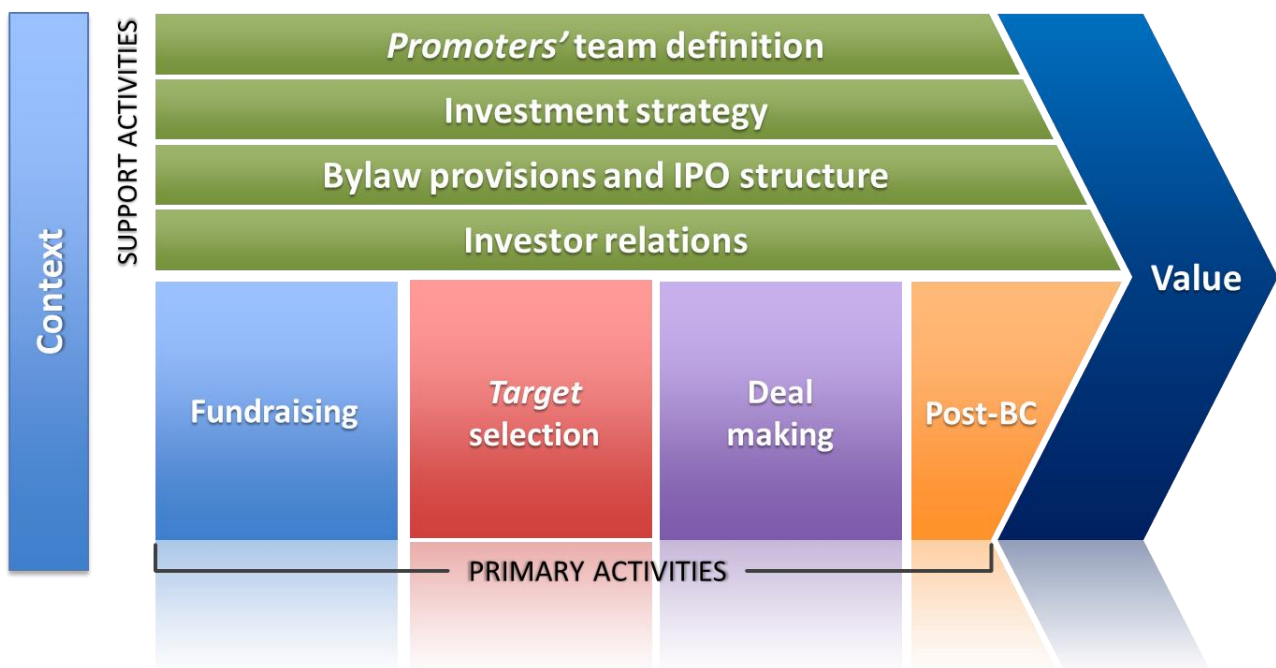 Context
SUPPORT ACTIVITIES
Promoters’ team definition
Investment strategy
Bylaw provisions and IPO structure
Investor relations
Value
Fundraising
Target
selection
Deal
making
Post-BC
PRIMARY ACTIVITIES